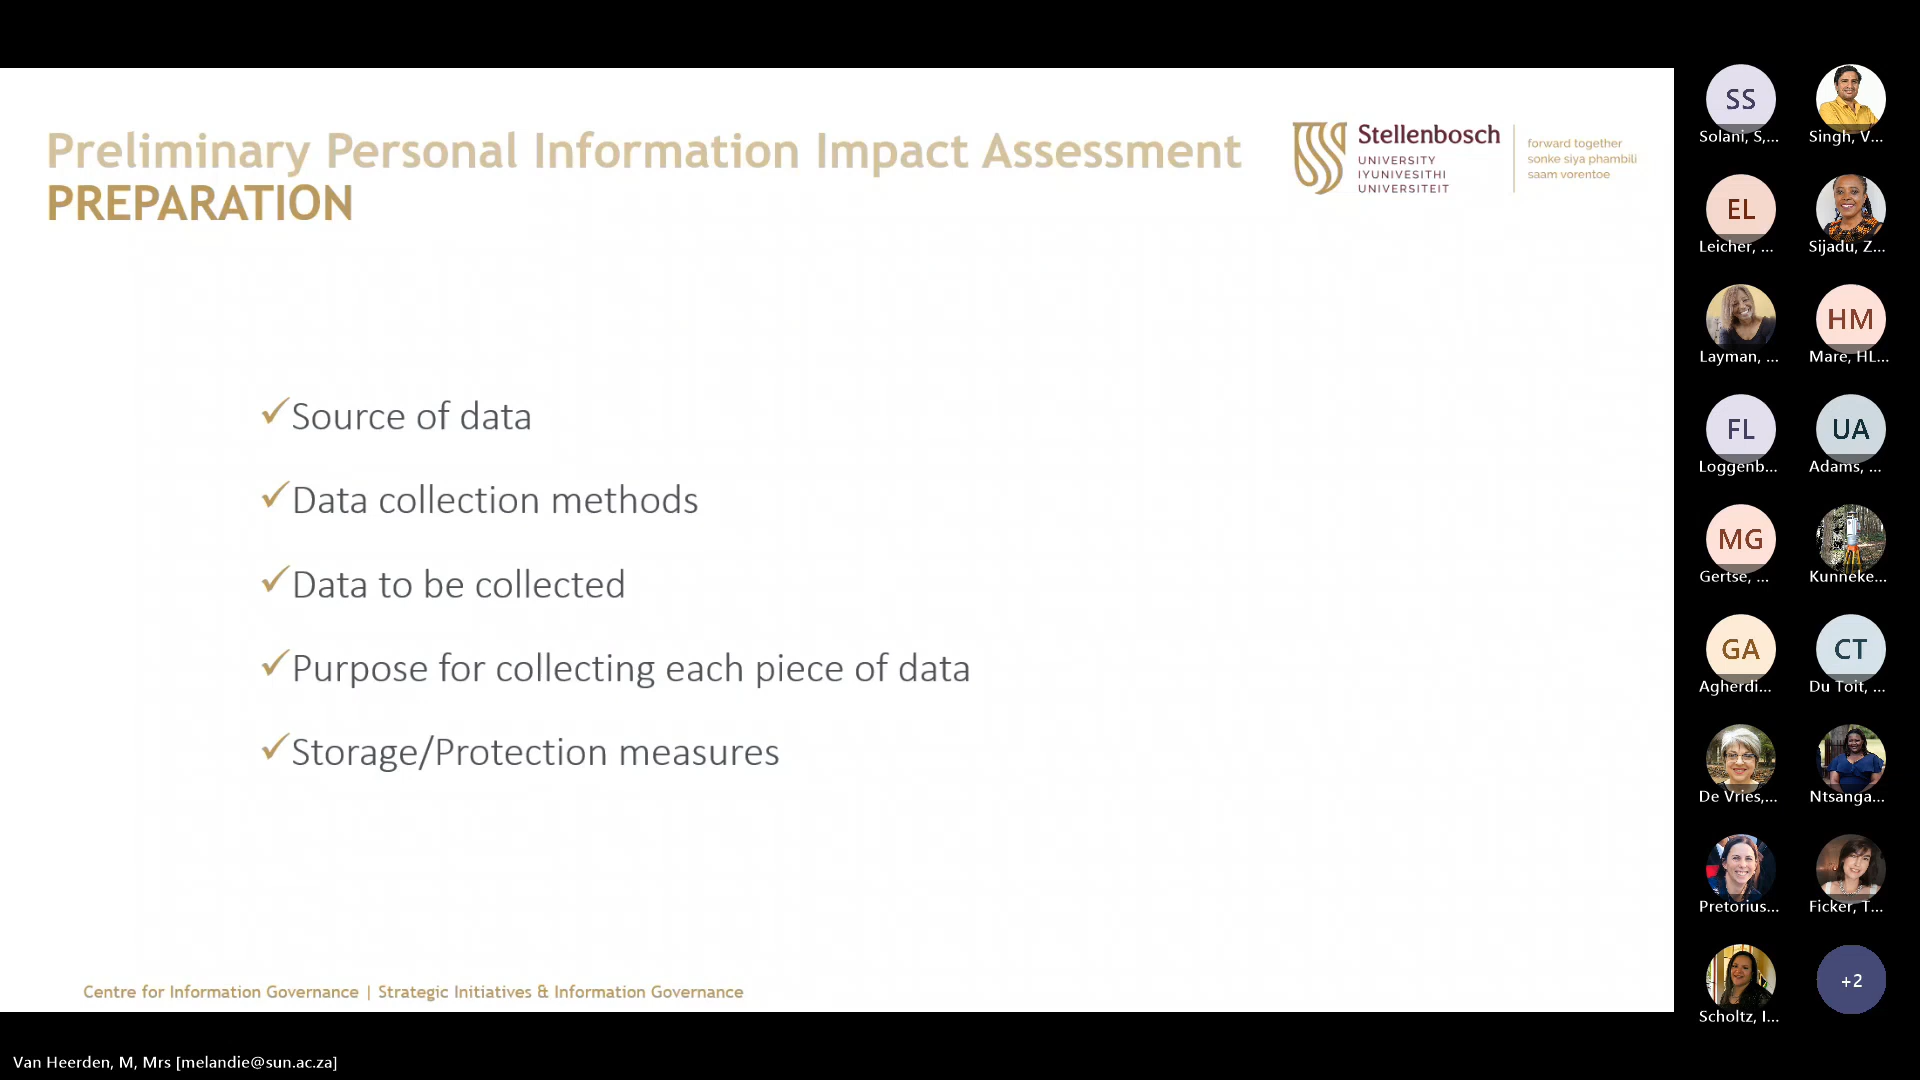 Preliminary Personal Information Impact Assessment
PREPARATION
Stellenbosch
UNIVERSITY
IYUNIVESITHI
UNIVERSITEIT
forward together
sonke siya phambili
saam vorentoe
✓Source of data
✓Data collection methods
✓Data to be collected
✓Purpose for collecting each piece of data
✓Storage/Protection measures
Centre for Information Governance | Strategic Initiatives & Information Governance
Van Heerden, M, Mrs [melandie@sun.ac.za]
SS
Solani, S,...
Singh, V...
EL
Leicher, ...
Sijadu, Z...
Layman, ...
HM
Mare, HL...
FL
Loggenb...
UA
Adams, ...
MG
Gertse, ...
Kunneke...
GA
Agherdi...
CT
Du Toit, ...
De Vries,...
Ntsanga...
Pretorius...
Ficker, T...
Scholtz, I...
+2